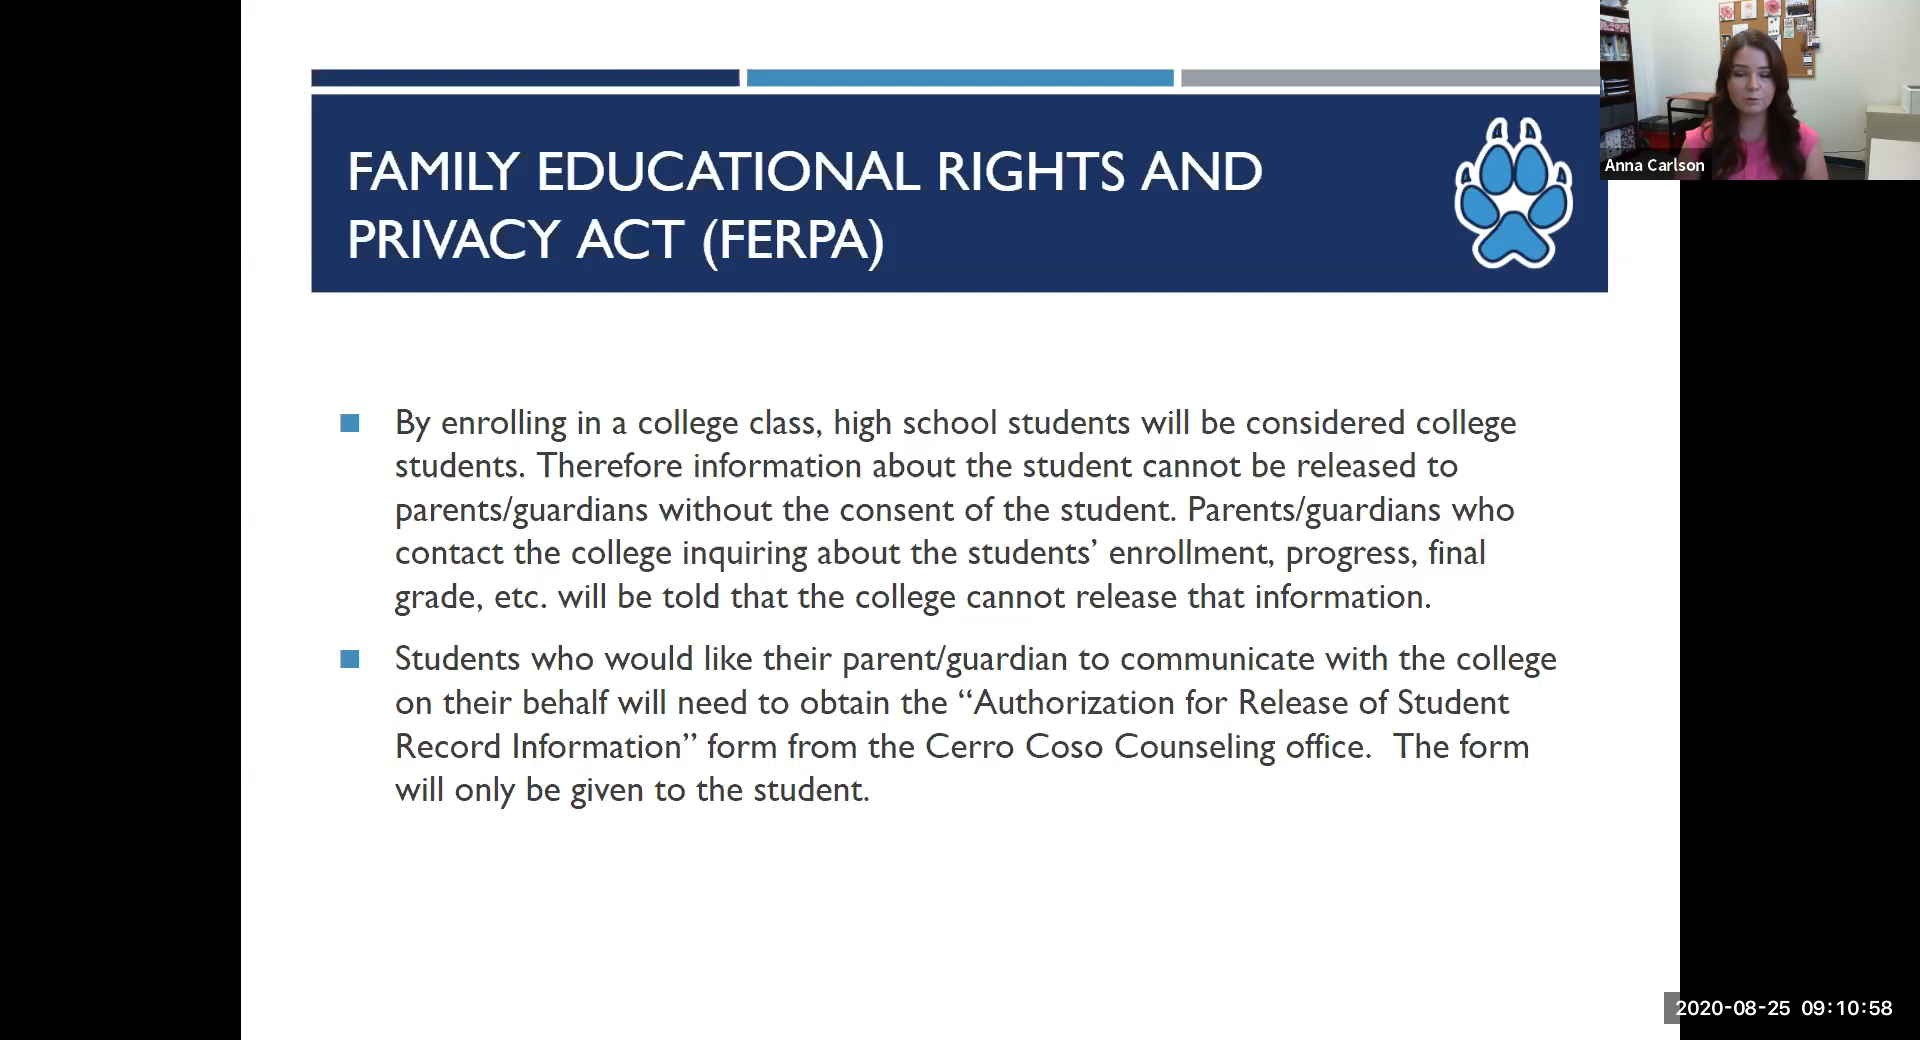 FAMILY EDUCATIONAL RIGHTS AND
PRIVACY ACT (FERPA)
Anna Carlson
By enrolling in a college class, high school students will be considered college
students. Therefore information about the student cannot be released to
parents/guardians without the consent of the student. Parents/guardians who
contact the college inquiring about the students’ enrollment, progress, final
grade, etc. will be told that the college cannot release that information.
Students who would like their parent/guardian to communicate with the college
on their behalf will need to obtain the “Authorization for Release of Student
Record Information” form from the Cerro Coso Counseling office.  The form
will only be given to the student.
2020-08-25 09:10:58